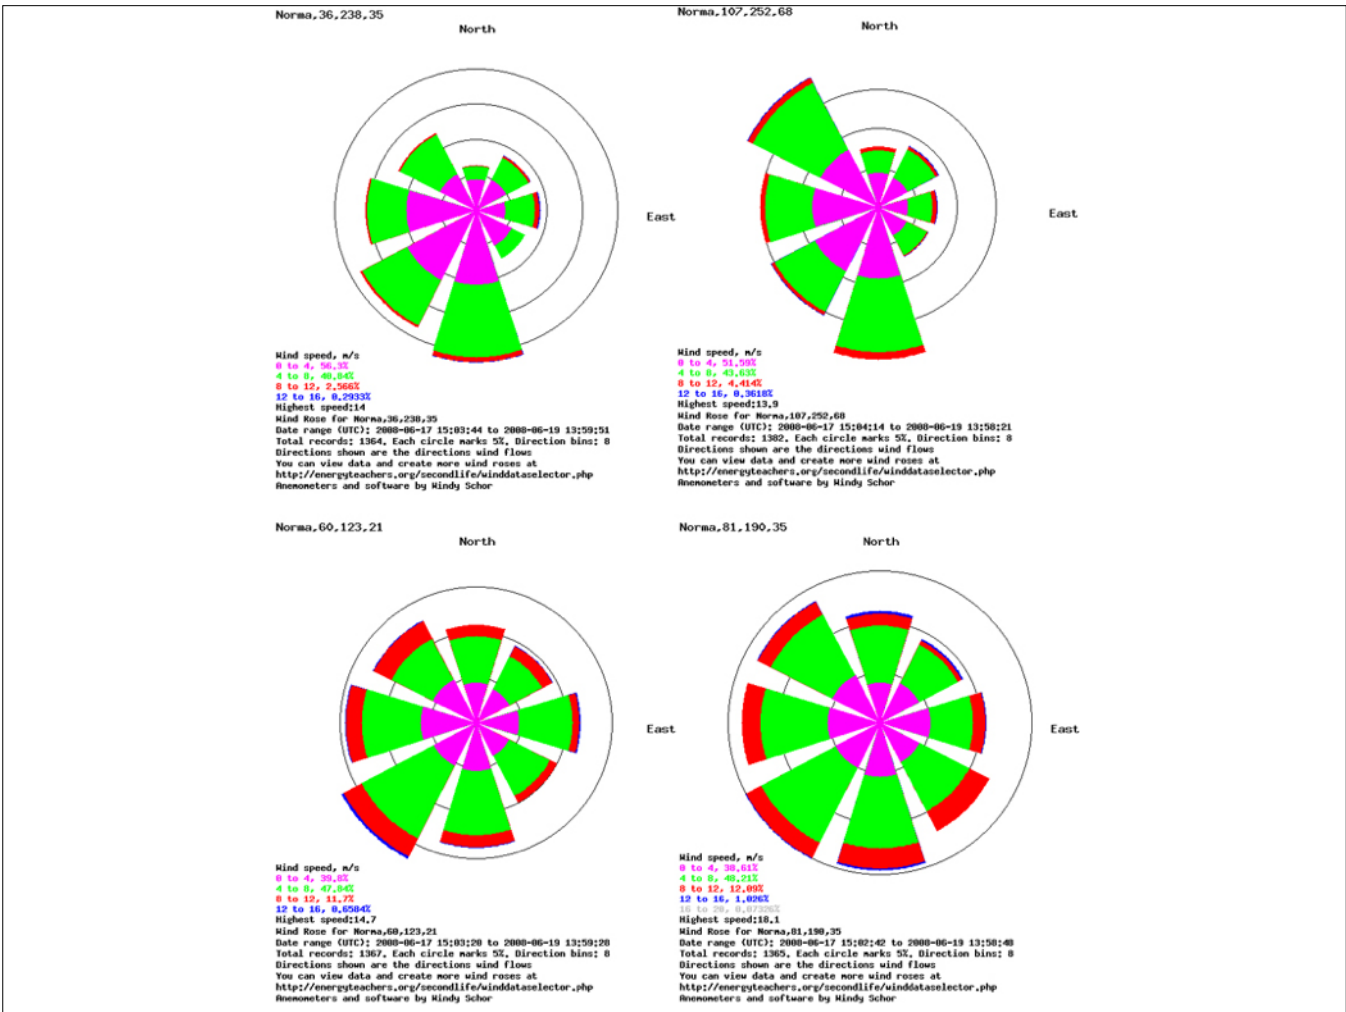 Norma,36,238,35
North
East
Wind speed, m/s
0 to 4, 56.3%
4 to 8, 40.84%
8 to 12, 2.566%
12 to 16, 0.2933%
Highest speed:14
Wind Rose for Norma,36,238,35
Date range (UTC): 2008-06-17 15:03:44 to 2008-06-19 13:59:51
Total records: 1364. Each circle marks 5%. Direction bins: 8
Directions shown are the directions wind flows
You can view data and create more wind roses at
http://energyteachers.org/secondlife/winddataselector.php
Anemometers and software by Windy Schor
Norma,107,252,68
North
East
Wind speed, m/s
0 to 4, 51.59%
4 to 8, 43.63%
8 to 12, 4.414%
12 to 16, 0.3618%
Highest speed:13.9
Wind Rose for Norma,107,252,68
Date range (UTC): 2008-06-17 15:04:14 to 2008-06-19 13:58:21
Total records: 1382. Each circle marks 5%. Direction bins: 8
Directions shown are the directions wind flows
You can view data and create more wind roses at
http://energyteachers.org/secondlife/winddataselector.php
Anemometers and software by Windy Schor
Norma,60,123,21
North
East
Wind speed, m/s
0 to 4, 39.8%
4 to 8, 47.84%
8 to 12, 11.7%
12 to 16, 0.6584%
Highest speed:14.7
Wind Rose for Norma,60,123,21
Date range (UTC): 2008-06-17 15:03:20 to 2008-06-19 13:59:28
Total records: 1367. Each circle marks 5%. Direction bins: 8
Directions shown are the directions wind flows
You can view data and create more wind roses at
http://energyteachers.org/secondlife/winddataselector.php
Anemometers and software by Windy Schor
Norma,81,190,35
North
East
Wind speed, m/s
0 to 4, 38.61%
4 to 8, 48.21%
8 to 12, 12.09%
12 to 16, 1.026%
16 to 20, 0.07326%
Highest speed:18.1
Wind Rose for Norma,81,190,35
Date range (UTC): 2008-06-17 15:02:42 to 2008-06-19 13:58:48
Total records: 1365. Each circle marks 5%. Direction bins: 8
Directions shown are the directions wind flows
You can view data and create more wind roses at
http://energyteachers.org/secondlife/winddataselector.php
Anemometers and software by Windy Schor